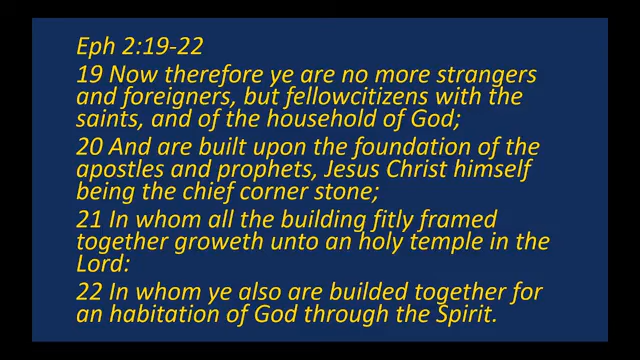 Eph 2:19-22
19 Now therefore ye are no more strangers
and foreigners, but fellowcitizens with the
saints, and of the household of God;
20 And are built upon the foundation of the
apostles and prophets, Jesus Christ himself
being the chief corner stone;
21 In whom all the building fitly framed
together groweth unto an holy temple in the
Lord:
22 In whom ye also are builded together for
an habitation of God through the Spirit.